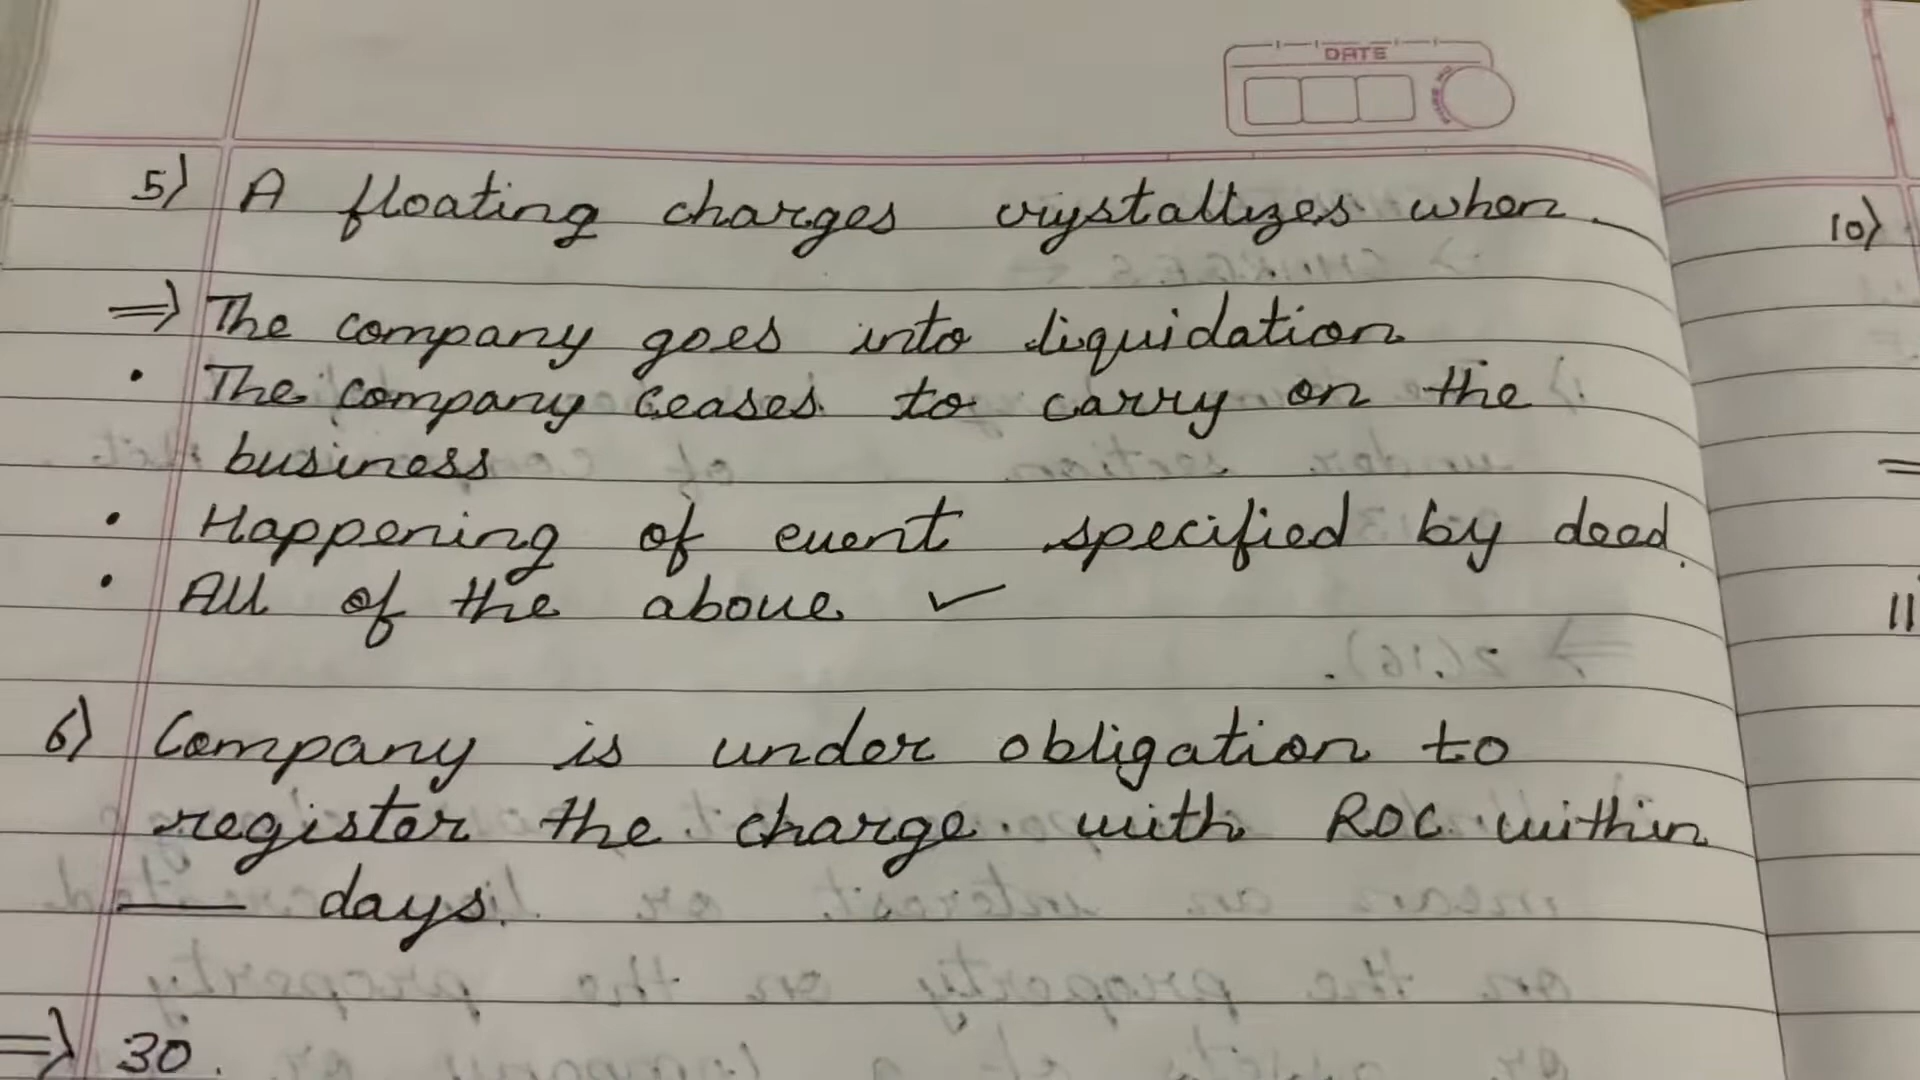 DATE
5) A floating charges crystallizes when
⇒ The company goes into liquidation
• The company ceases to carry on the
business
• Happening of event specified by deed.
• All of the above ✓
6) Company is under obligation to
register the charge with ROC within
____ days.
⇒ 30.
10)
11